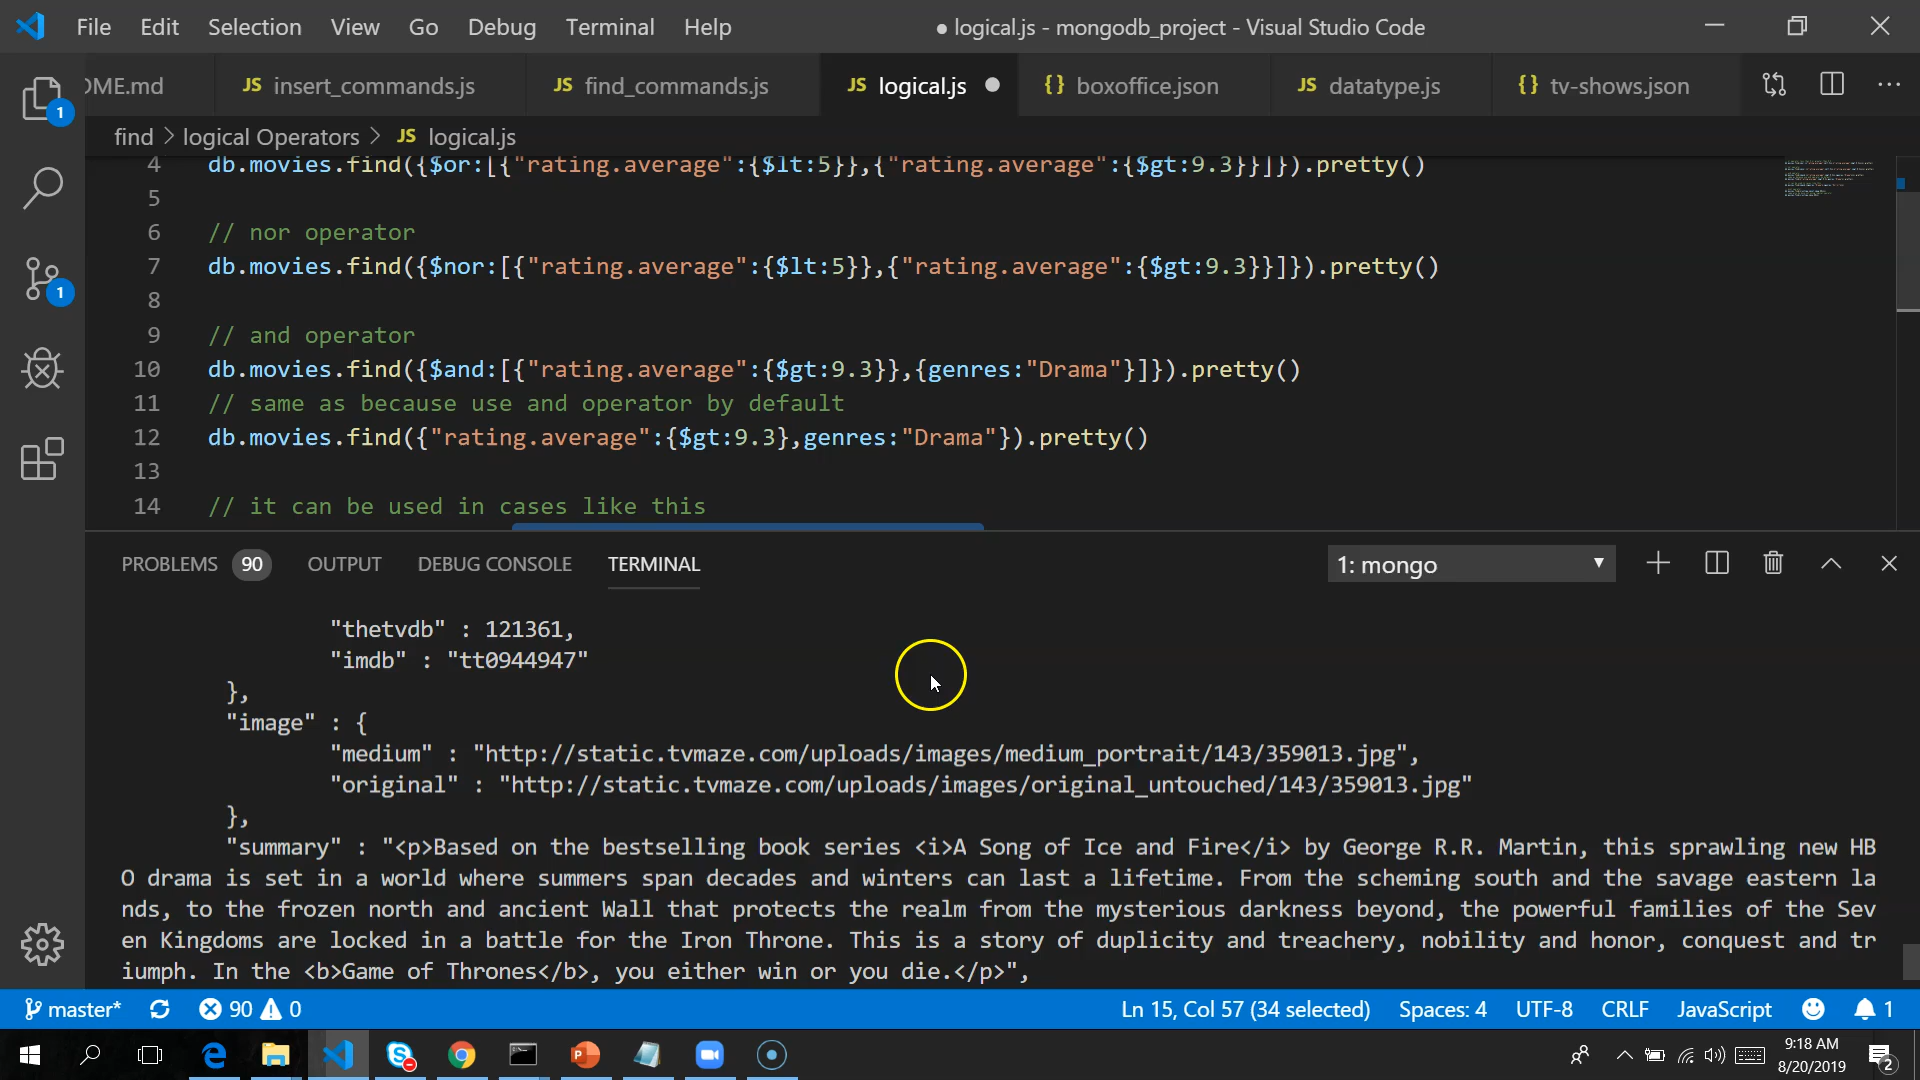 File Edit Selection View Go Debug Terminal Help ● logical.js - mongodb_project - Visual Studio Code
OME.md JS insert_commands.js JS find_commands.js JS logical.js {} boxoffice.json JS datatype.js {} tv-shows.json
1
find > logical Operators > JS logical.js
4 db.movies.find({$or:[{"rating.average":{$lt:5}},{"rating.average":{$gt:9.3}}]}).pretty()
5
6 // nor operator
7 db.movies.find({$nor:[{"rating.average":{$lt:5}},{"rating.average":{$gt:9.3}}]}).pretty()
8
1
9 // and operator
10 db.movies.find({$and:[{"rating.average":{$gt:9.3}},{genres:"Drama"}]}).pretty()
11 // same as because use and operator by default
12 db.movies.find({"rating.average":{$gt:9.3},genres:"Drama"}).pretty()
13
14 // it can be used in cases like this
PROBLEMS 90 OUTPUT DEBUG CONSOLE TERMINAL 1: mongo
"thetvdb" : 121361,
"imdb" : "tt0944947"
},
"image" : {
"medium" : "http://static.tvmaze.com/uploads/images/medium_portrait/143/359013.jpg",
"original" : "http://static.tvmaze.com/uploads/images/original_untouched/143/359013.jpg"
},
"summary" : "<p>Based on the bestselling book series <i>A Song of Ice and Fire</i> by George R.R. Martin, this sprawling new HB
O drama is set in a world where summers span decades and winters can last a lifetime. From the scheming south and the savage eastern la
nds, to the frozen north and ancient Wall that protects the realm from the mysterious darkness beyond, the powerful families of the Sev
en Kingdoms are locked in a battle for the Iron Throne. This is a story of duplicity and treachery, nobility and honor, conquest and tr
iumph. In the <b>Game of Thrones</b>, you either win or you die.</p>",
master* 90 0 Ln 15, Col 57 (34 selected) Spaces: 4 UTF-8 CRLF JavaScript 1
9:18 AM
8/20/2019
2